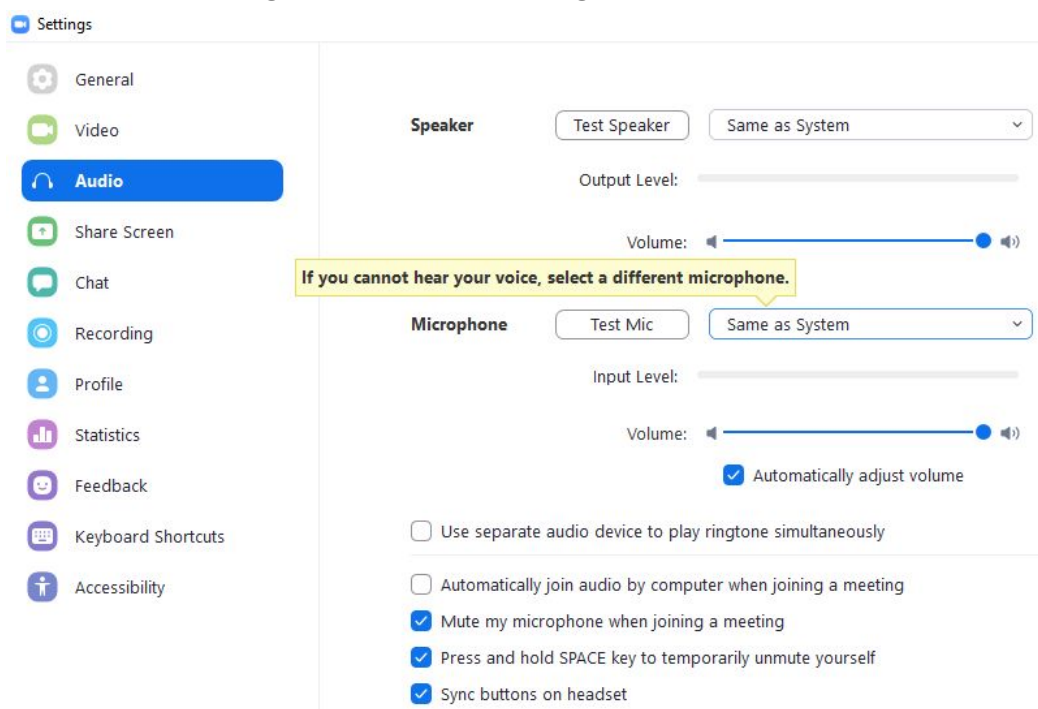 Settings
General
Video
Audio
Share Screen
Chat
Recording
Profile
Statistics
Feedback
Keyboard Shortcuts
Accessibility
Speaker Test Speaker Same as System
Output Level:
Volume:
If you cannot hear your voice, select a different microphone.
Microphone Test Mic Same as System
Input Level:
Volume:
Automatically adjust volume
Use separate audio device to play ringtone simultaneously
Automatically join audio by computer when joining a meeting
Mute my microphone when joining a meeting
Press and hold SPACE key to temporarily unmute yourself
Sync buttons on headset